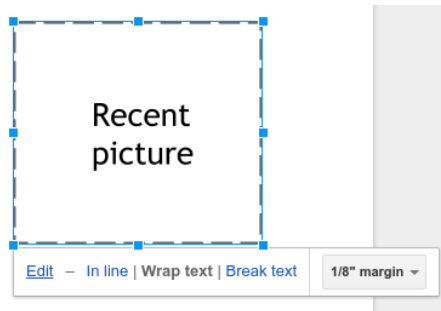 Recent
picture
Edit – In line | Wrap text | Break text 1/8" margin